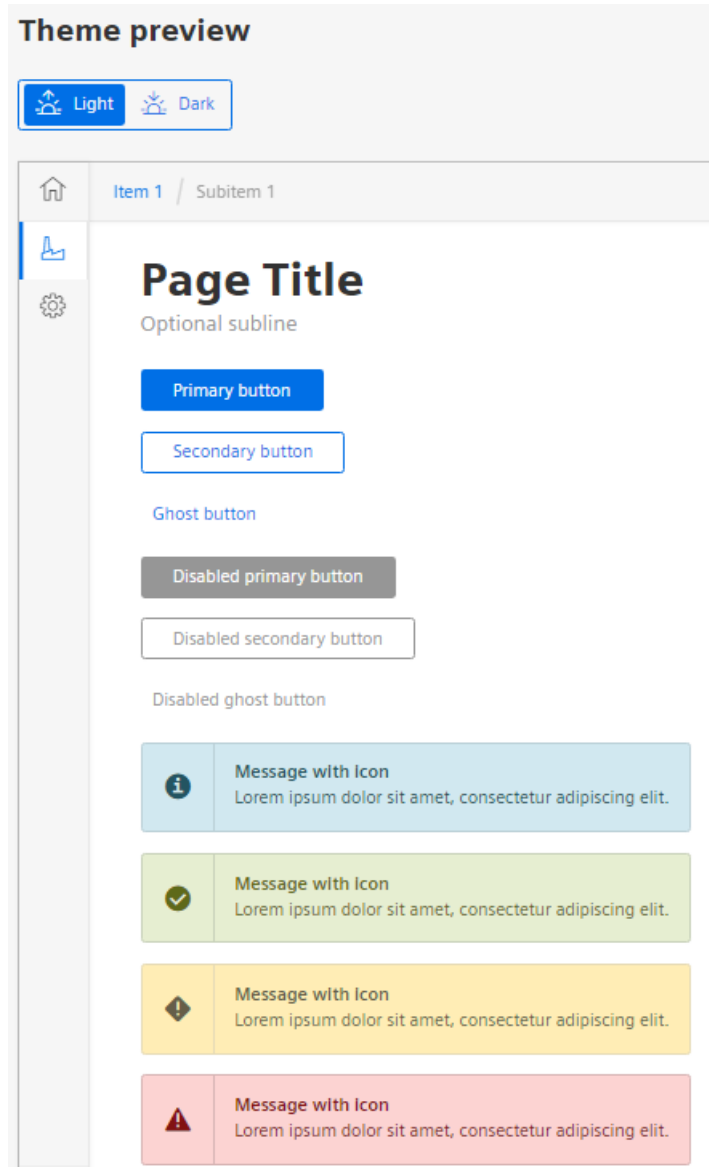 Theme preview
Light
Dark
Item 1 / Subitem 1
Page Title
Optional subline
Primary button
Secondary button
Ghost button
Disabled primary button
Disabled secondary button
Disabled ghost button
Message with Icon
Lorem ipsum dolor sit amet, consectetur adipiscing elit.
Message with Icon
Lorem ipsum dolor sit amet, consectetur adipiscing elit.
Message with Icon
Lorem ipsum dolor sit amet, consectetur adipiscing elit.
Message with Icon
Lorem ipsum dolor sit amet, consectetur adipiscing elit.